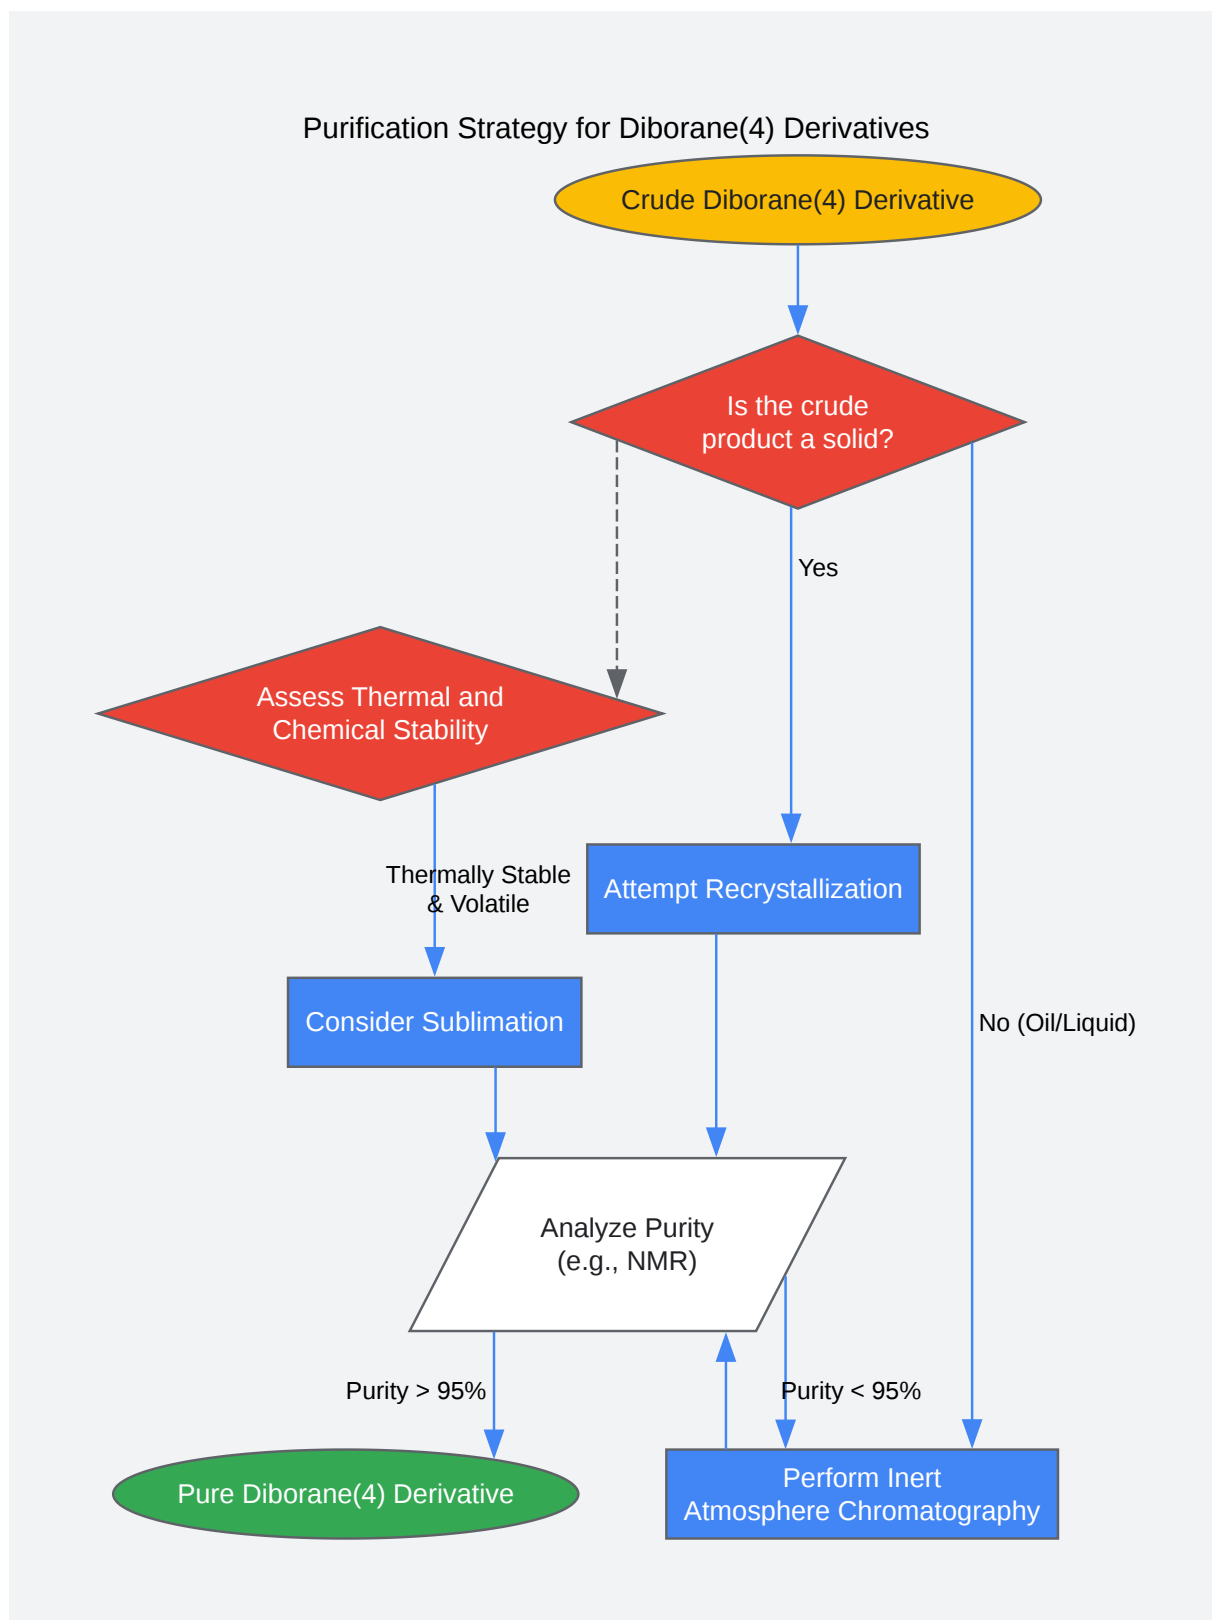 Purification Strategy for Diborane(4) Derivatives
Crude Diborane(4) Derivative
Is the crude
product a solid?
Yes
Assess Thermal and
Chemical Stability
Thermally Stable
& Volatile
Attempt Recrystallization
Consider Sublimation
No (Oil/Liquid)
Analyze Purity
(e.g., NMR)
Purity > 95%
Purity < 95%
Pure Diborane(4) Derivative
Perform Inert
Atmosphere Chromatography